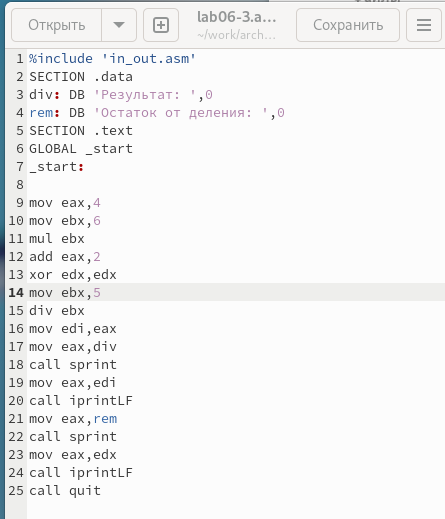 Открыть
lab06-3.a...
~/work/arch...
Сохранить
1 %include 'in_out.asm'
2 SECTION .data
3 div: DB 'Результат: ',0
4 rem: DB 'Остаток от деления: ',0
5 SECTION .text
6 GLOBAL _start
7 _start:
8
9 mov eax,4
10 mov ebx,6
11 mul ebx
12 add eax,2
13 xor edx,edx
14 mov ebx,5
15 div ebx
16 mov edi,eax
17 mov eax,div
18 call sprint
19 mov eax,edi
20 call iprintLF
21 mov eax,rem
22 call sprint
23 mov eax,edx
24 call iprintLF
25 call quit